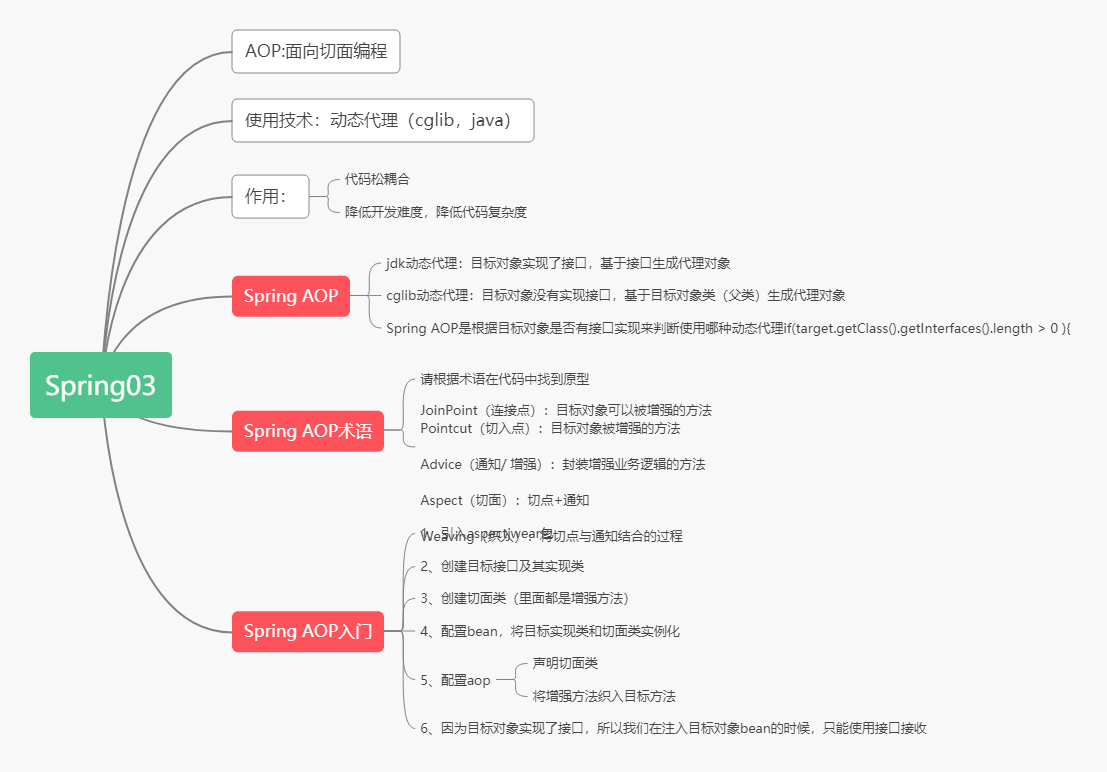 AOP:面向切面编程
使用技术：动态代理（cglib，java）
作用：
代码松耦合
降低开发难度，降低代码复杂度
Spring AOP
jdk动态代理：目标对象实现了接口，基于接口生成代理对象
cglib动态代理：目标对象没有实现接口，基于目标对象类（父类）生成代理对象
Spring AOP是根据目标对象是否有接口实现来判断使用哪种动态代理if(target.getClass().getInterfaces().length > 0 ){
Spring03
Spring AOP术语
请根据术语在代码中找到原型
JoinPoint（连接点）：目标对象可以被增强的方法
Pointcut（切入点）：目标对象被增强的方法
Advice（通知/ 增强）：封装增强业务逻辑的方法
Aspect（切面）：切点+通知
Weaving（织入）：将切点与通知结合的过程
Spring AOP入门
1、引入
2、创建目标接口及其实现类
3、创建切面类（里面都是增强方法）
4、配置bean，将目标实现类和切面类实例化
5、配置aop
声明切面类
将增强方法织入目标方法
6、因为目标对象实现了接口，所以我们在注入目标对象bean的时候，只能使用接口接收